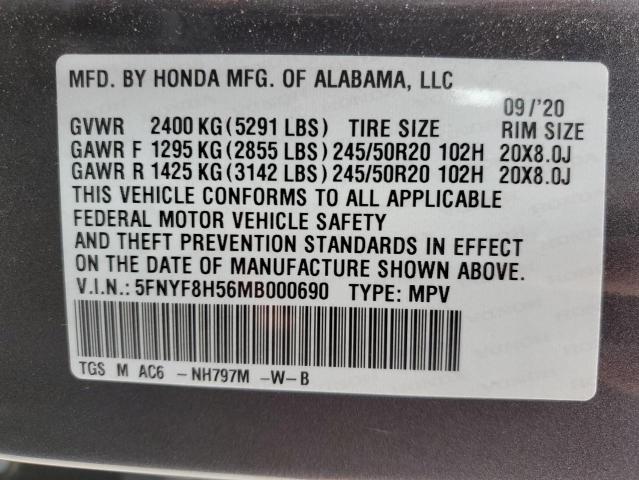 MFD. BY HONDA MFG. OF ALABAMA, LLC
09/'20
GVWR 2400 KG(5291 LBS) TIRE SIZE RIM SIZE
GAWR F 1295 KG(2855 LBS) 245/50R20 102H 20X8.0J
GAWR R 1425 KG(3142 LBS) 245/50R20 102H 20X8.0J
THIS VEHICLE CONFORMS TO ALL APPLICABLE
FEDERAL MOTOR VEHICLE SAFETY
AND THEFT PREVENTION STANDARDS IN EFFECT
ON THE DATE OF MANUFACTURE SHOWN ABOVE.
V.I.N.: 5FNYF8H56MB000690 TYPE: MPV
TGS M AC6 -NH797M -W-B